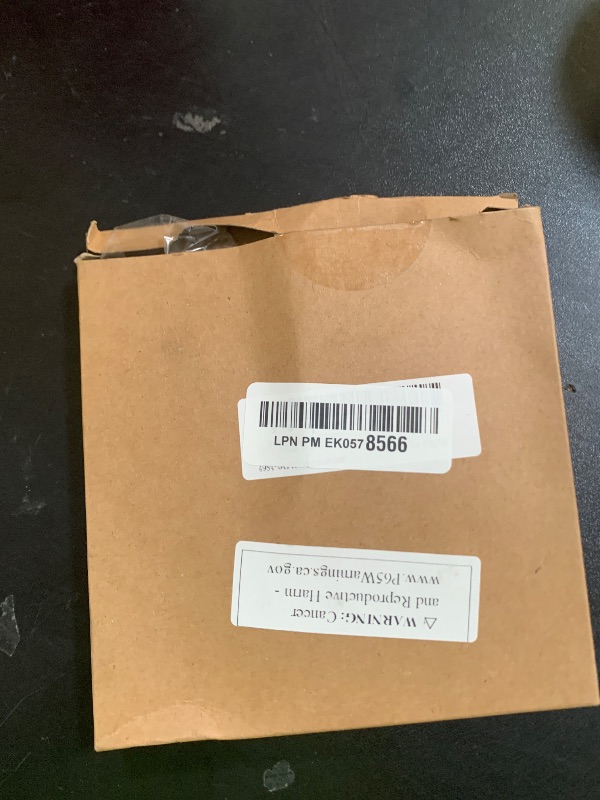 LPN PM EK0578566
⚠ WARNING: Cancer
and Reproductive Harm -
www.P65Warnings.ca.gov